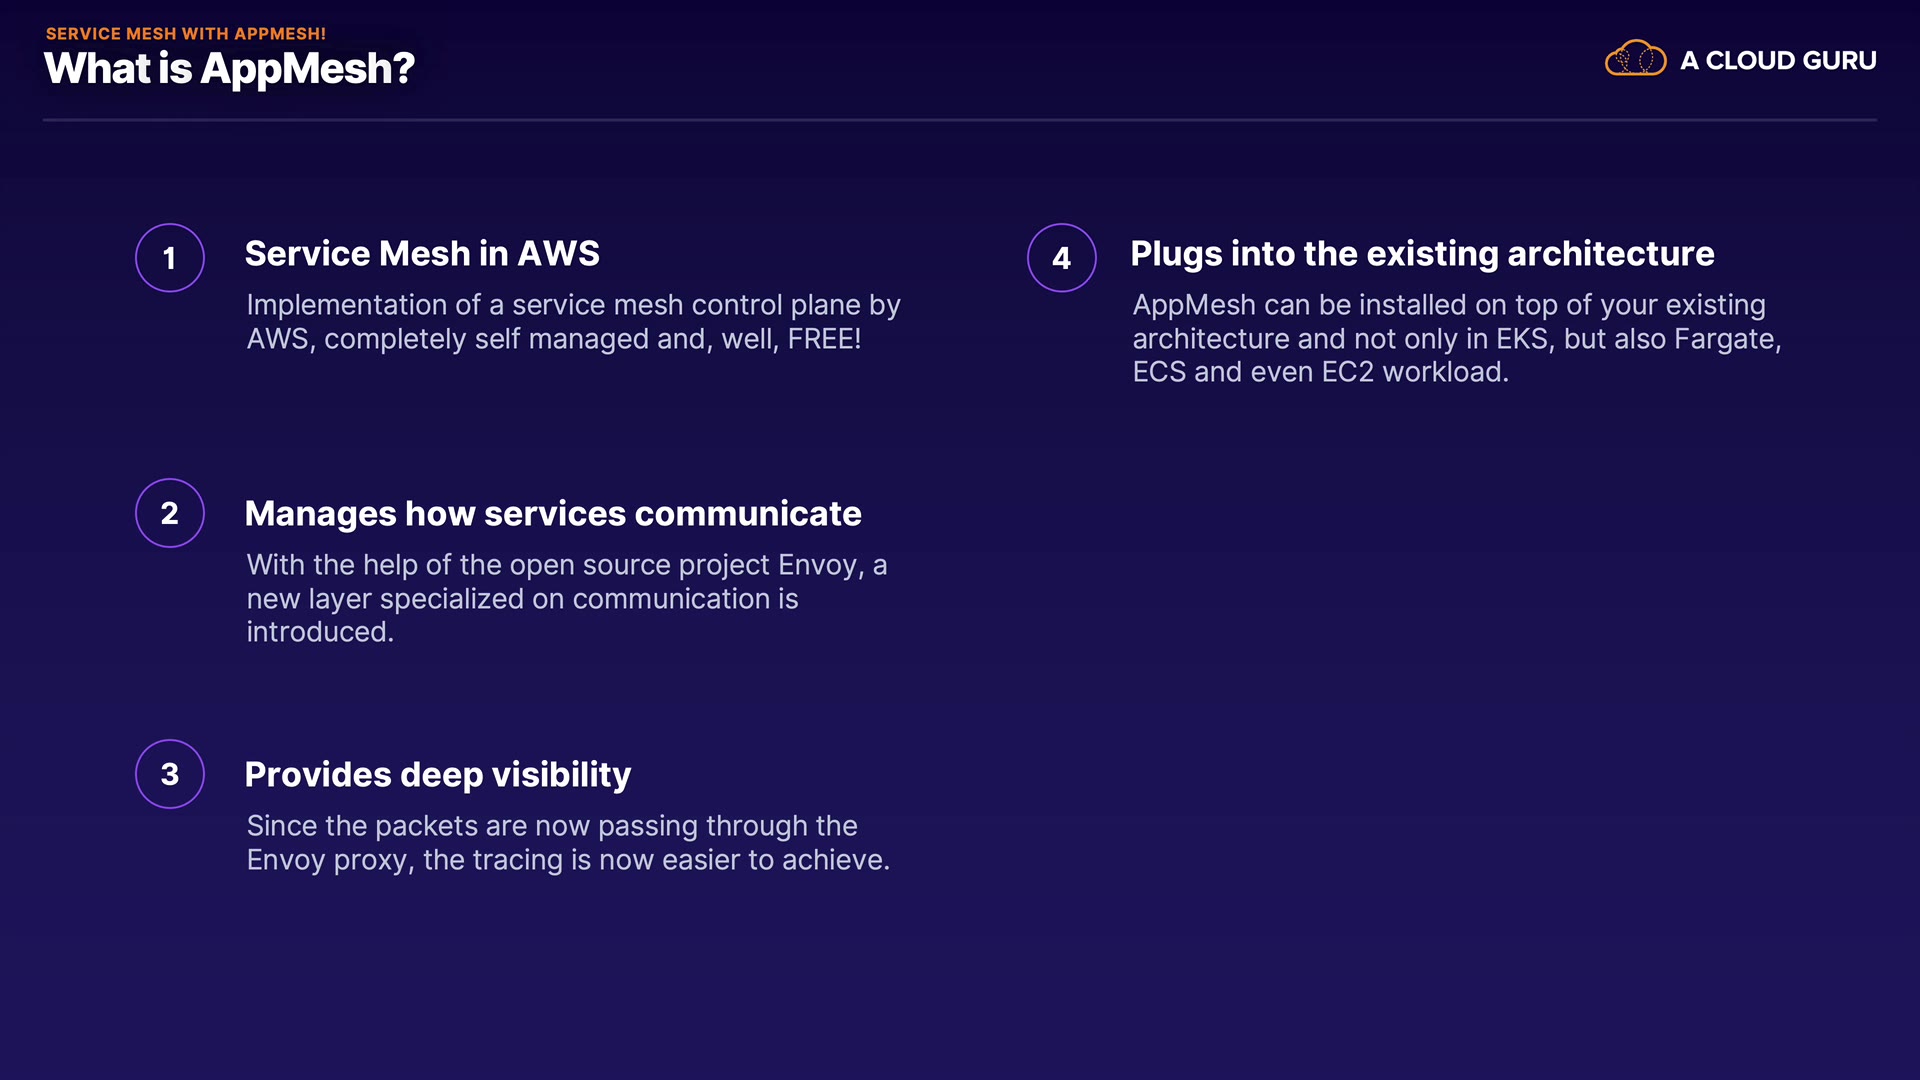 SERVICE MESH WITH APPMESH!
What is AppMesh?
A CLOUD GURU
1
Service Mesh in AWS
Implementation of a service mesh control plane by
AWS, completely self managed and, well, FREE!
2
Manages how services communicate
With the help of the open source project Envoy, a
new layer specialized on communication is
introduced.
3
Provides deep visibility
Since the packets are now passing through the
Envoy proxy, the tracing is now easier to achieve.
4
Plugs into the existing architecture
AppMesh can be installed on top of your existing
architecture and not only in EKS, but also Fargate,
ECS and even EC2 workload.